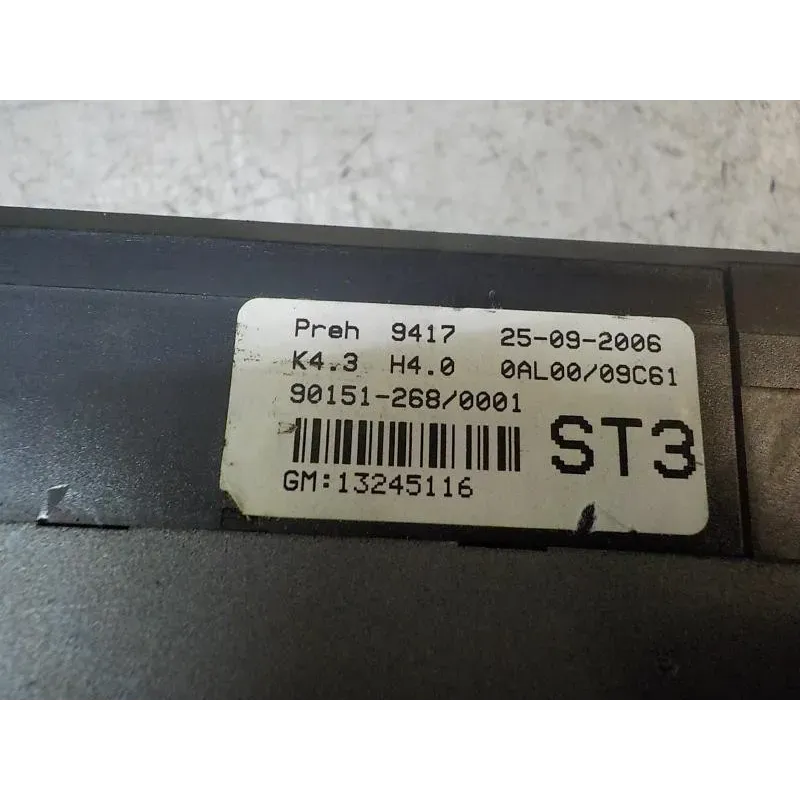 Preh 9417 25-09-2006
K4.3 H4.0 0AL00/09C61
90151-268/0001
ST3
GM:13245116